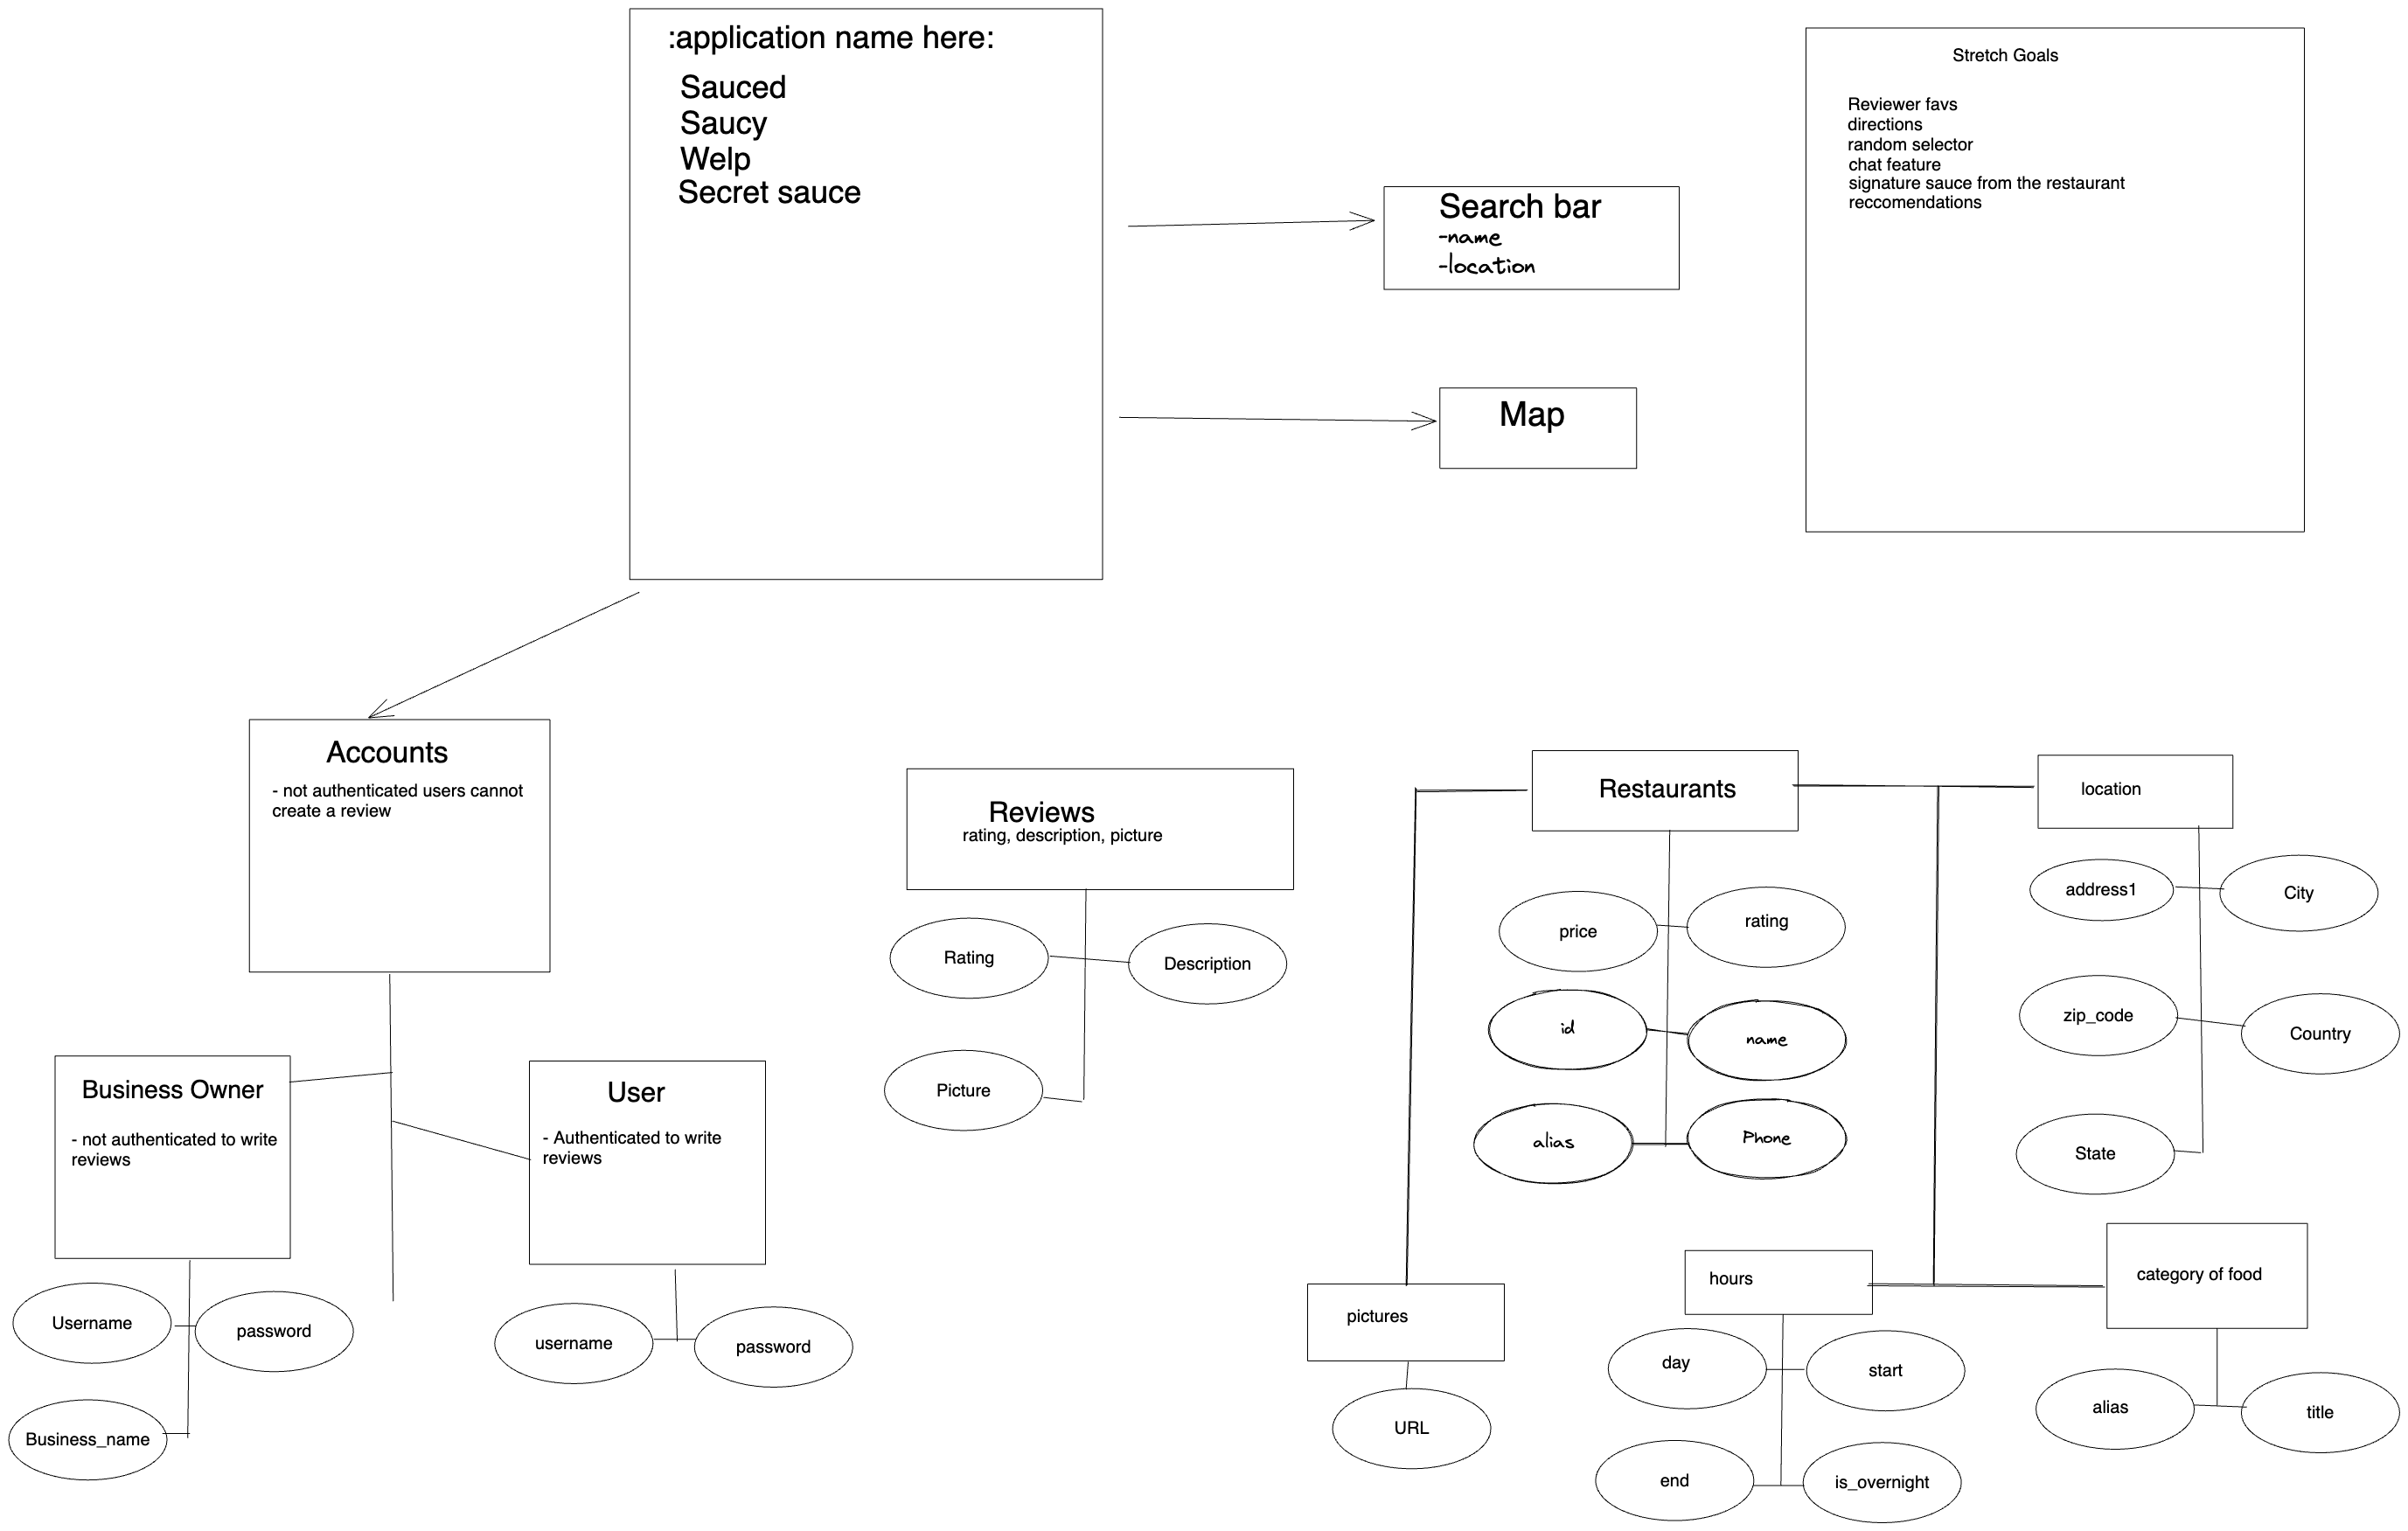 :application name here:
Sauced
Saucy
Welp
Secret sauce
Search bar
-name
-location
Map
Stretch Goals
Reviewer favs
directions
random selector
chat feature
signature sauce from the restaurant
reccomendations
Accounts
- not authenticated users cannot
create a review
Business Owner
- not authenticated to write
reviews
Username
password
Business_name
User
- Authenticated to write
reviews
username
password
Reviews
rating, description, picture
Rating
Description
Picture
Restaurants
price
rating
id
name
alias
Phone
location
address1
City
zip_code
Country
State
pictures
URL
hours
day
start
end
is_overnight
category of food
alias
title